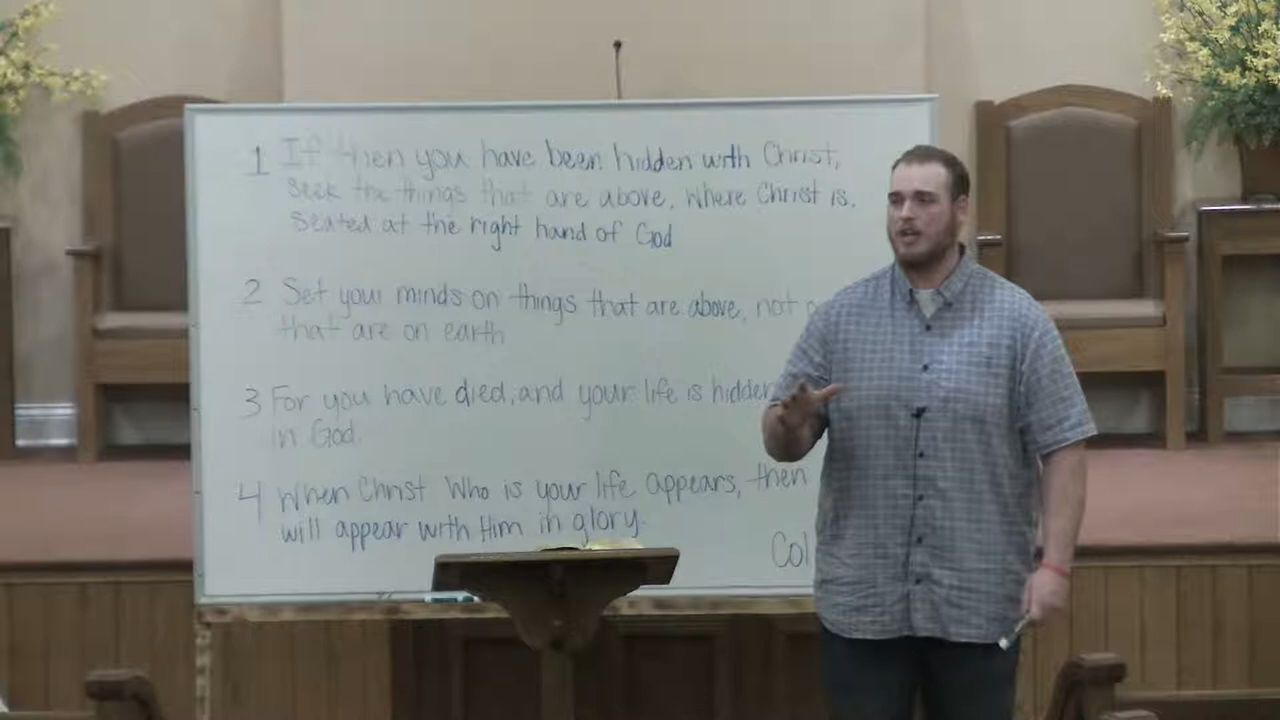 1 If then you have been hidden with Christ,
seek the things that are above, where Christ is,
seated at the right hand of God
2 Set your minds on things that are above, not
that are on earth
3 For you have died, and your life is hidden
in God.
4 When Christ Who is your life appears, then
will appear with Him in glory.
Col